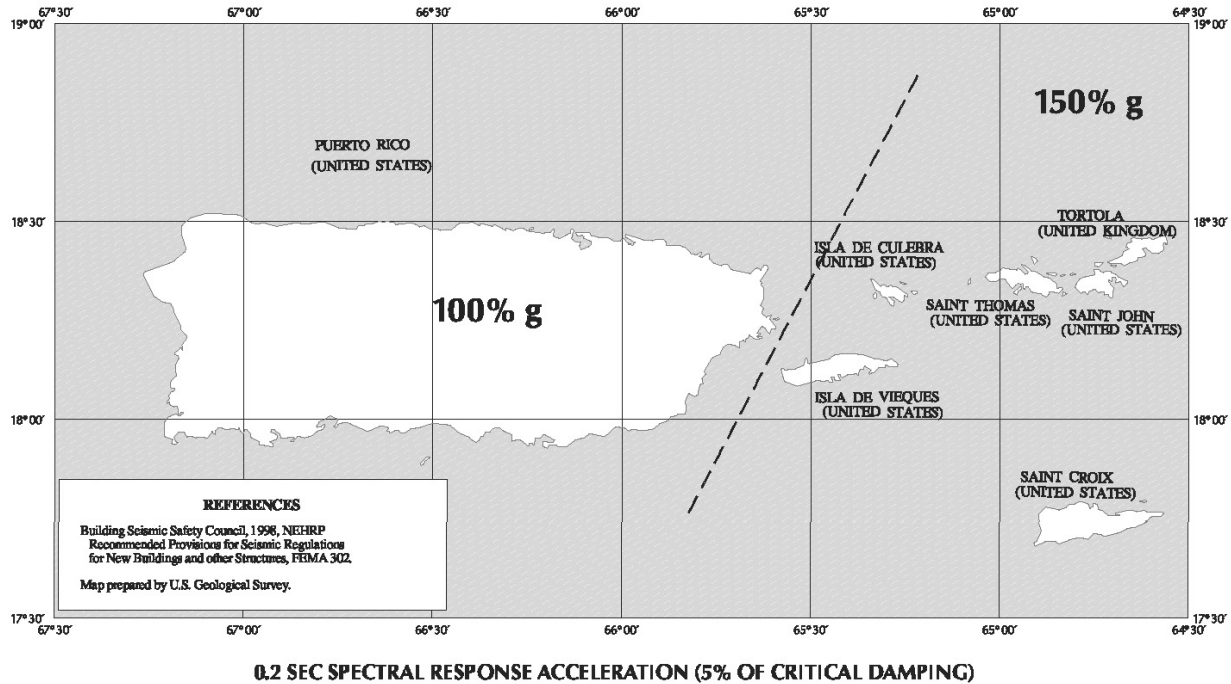 67°30′ 67°00′ 66°30′ 66°00′ 65°30′ 65°00′ 64°30′
19°00′ 19°00′
150% g
PUERTO RICO
(UNITED STATES)
18°30′ 18°30′
TORTOLA
(UNITED KINGDOM)
ISLA DE CULEBRA
(UNITED STATES)
100% g
SAINT THOMAS
(UNITED STATES)
SAINT JOHN
(UNITED STATES)
ISLA DE VIEQUES
(UNITED STATES)
18°00′ 18°00′
SAINT CROIX
(UNITED STATES)
REFERENCES
Building Seismic Safety Council, 1998, NEHRP
Recommended Provisions for Seismic Regulations
for New Buildings and other Structures, FEMA 302.
Map prepared by U.S. Geological Survey.
17°30′ 17°30′
67°30′ 67°00′ 66°30′ 66°00′ 65°30′ 65°00′ 64°30′
0.2 SEC SPECTRAL RESPONSE ACCELERATION (5% OF CRITICAL DAMPING)